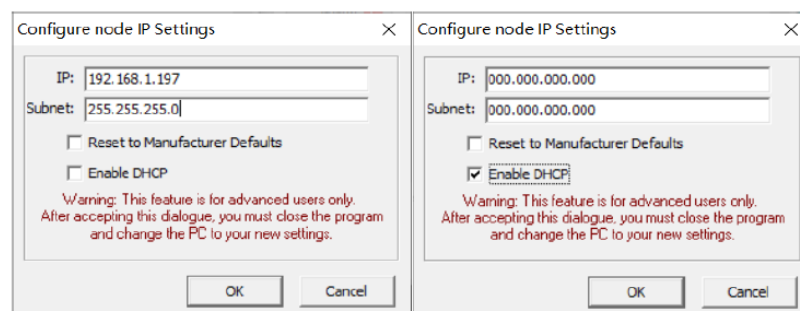 Configure node IP Settings
IP: 192.168.1.197
Subnet: 255.255.255.0
Reset to Manufacturer Defaults
Enable DHCP
Warning: This feature is for advanced users only.
After accepting this dialogue, you must close the program
and change the PC to your new settings.
OK Cancel
Configure node IP Settings
IP: 000.000.000.000
Subnet: 000.000.000.000
Reset to Manufacturer Defaults
Enable DHCP
Warning: This feature is for advanced users only.
After accepting this dialogue, you must close the program
and change the PC to your new settings.
OK Cancel